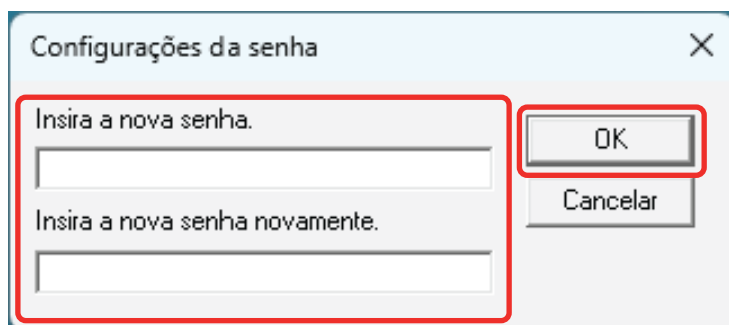 Configurações da senha
Insira a nova senha.
OK
Cancelar
Insira a nova senha novamente.